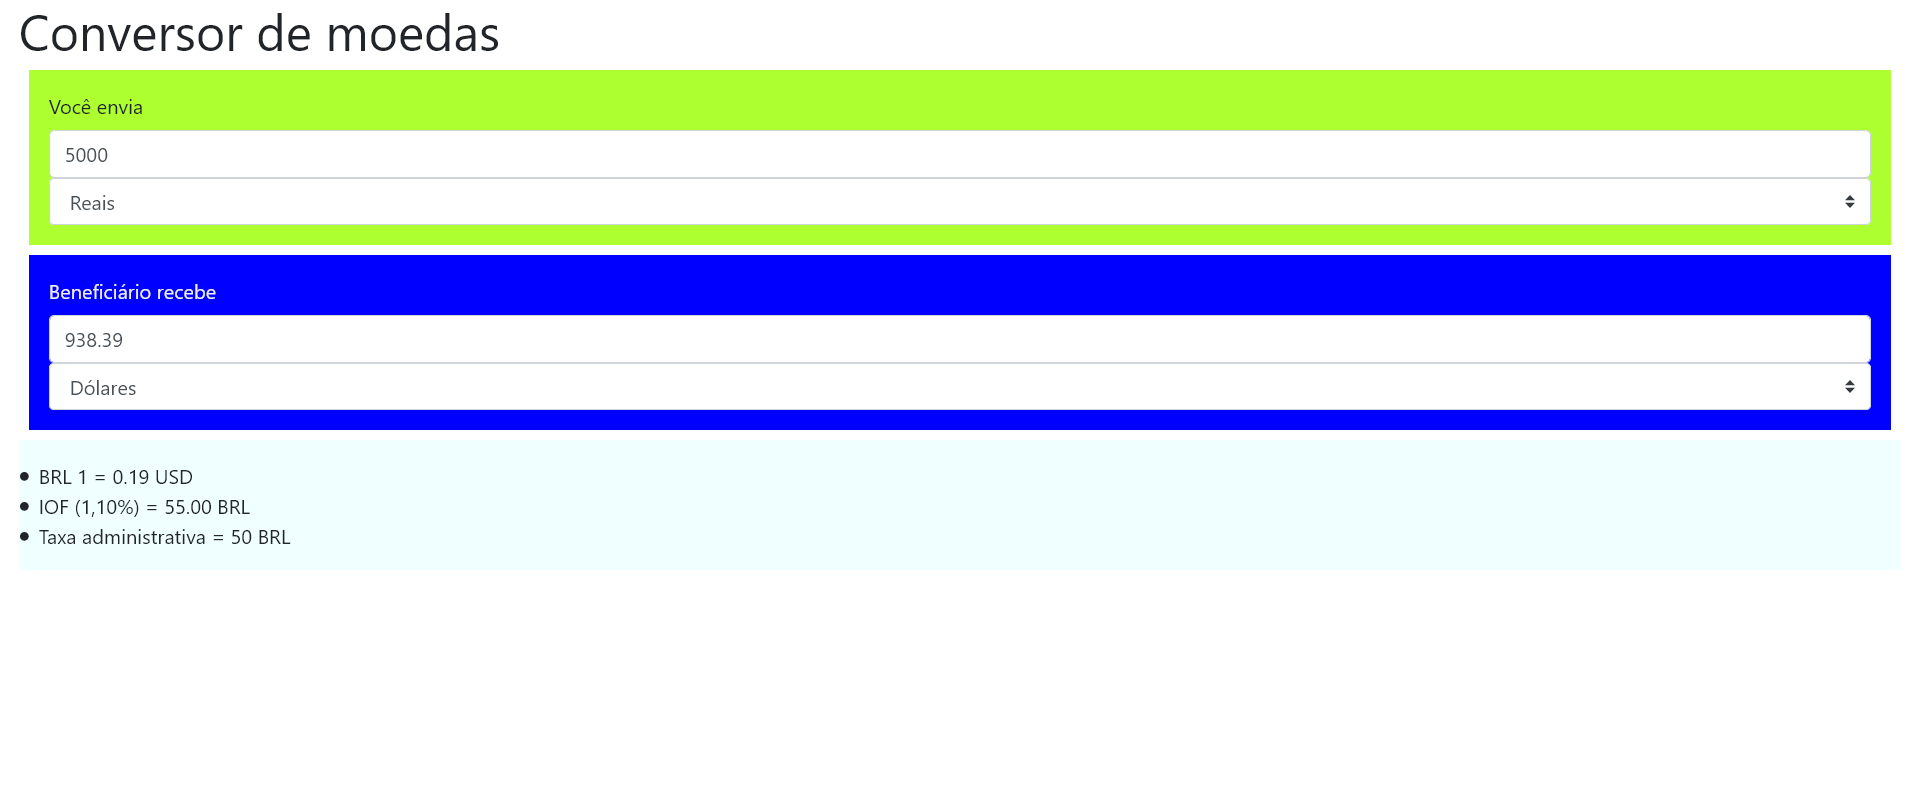 Conversor de moedas
Você envia
5000
Reais
Beneficiário recebe
938.39
Dólares
BRL 1 = 0.19 USD
IOF (1,10%) = 55.00 BRL
Taxa administrativa = 50 BRL